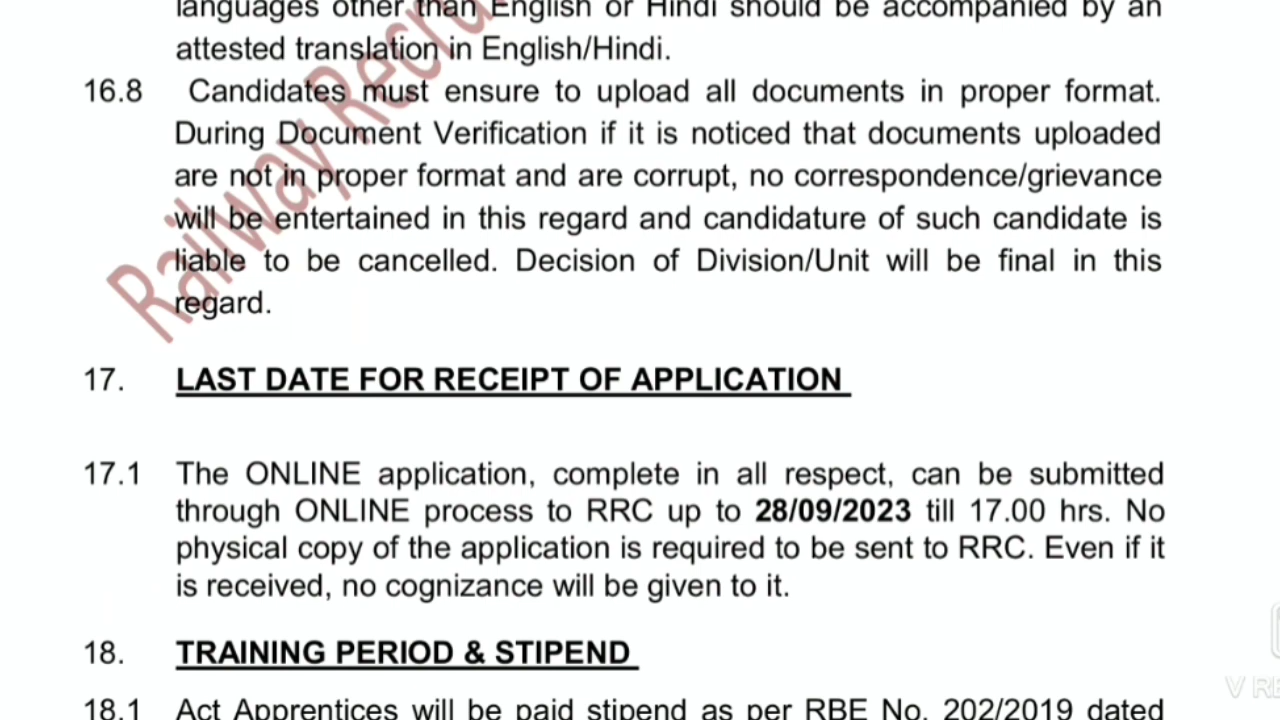 languages other than English or Hindi should be accompanied by an
attested translation in English/Hindi.
16.8 Candidates must ensure to upload all documents in proper format.
During Document Verification if it is noticed that documents uploaded
are not in proper format and are corrupt, no correspondence/grievance
will be entertained in this regard and candidature of such candidate is
liable to be cancelled. Decision of Division/Unit will be final in this
regard.
Railway
17. LAST DATE FOR RECEIPT OF APPLICATION
17.1 The ONLINE application, complete in all respect, can be submitted
through ONLINE process to RRC up to 28/09/2023 till 17.00 hrs. No
physical copy of the application is required to be sent to RRC. Even if it
is received, no cognizance will be given to it.
18. TRAINING PERIOD & STIPEND
18.1 Act Apprentices will be paid stipend as per RBE No. 202/2019 dated